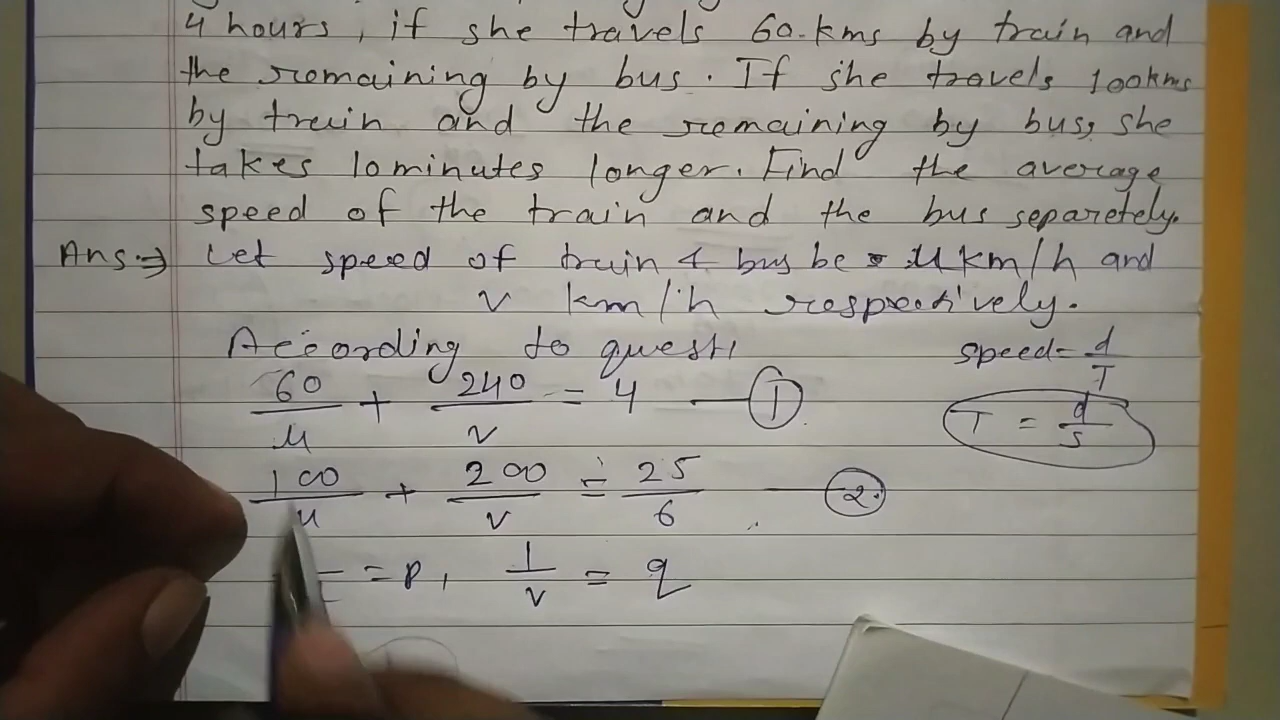 4 hours, if she travels 60 kms by train and
the remaining by bus. If she travels 100kms
by train and the remaining by bus, she
takes 10 minutes longer. Find the average
speed of the train and the bus separetely.
Ans.⇒ Let speed of train & bus be u km/h and
v km/h respectively.
According to questi
speed = d/T
60/u + 240/v = 4 — ①
T = d/s
100/u + 200/v = 25/6 — ②.
= p, 1/v = q